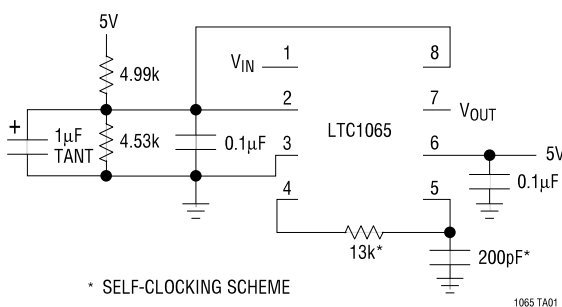 5V
4.99k
V_IN 1
8
2
7 V_OUT
+
1µF
TANT
4.53k
0.1µF
LTC1065
3
6
5V
4
5
0.1µF
13k*
200pF*
* SELF-CLOCKING SCHEME
1065 TA01